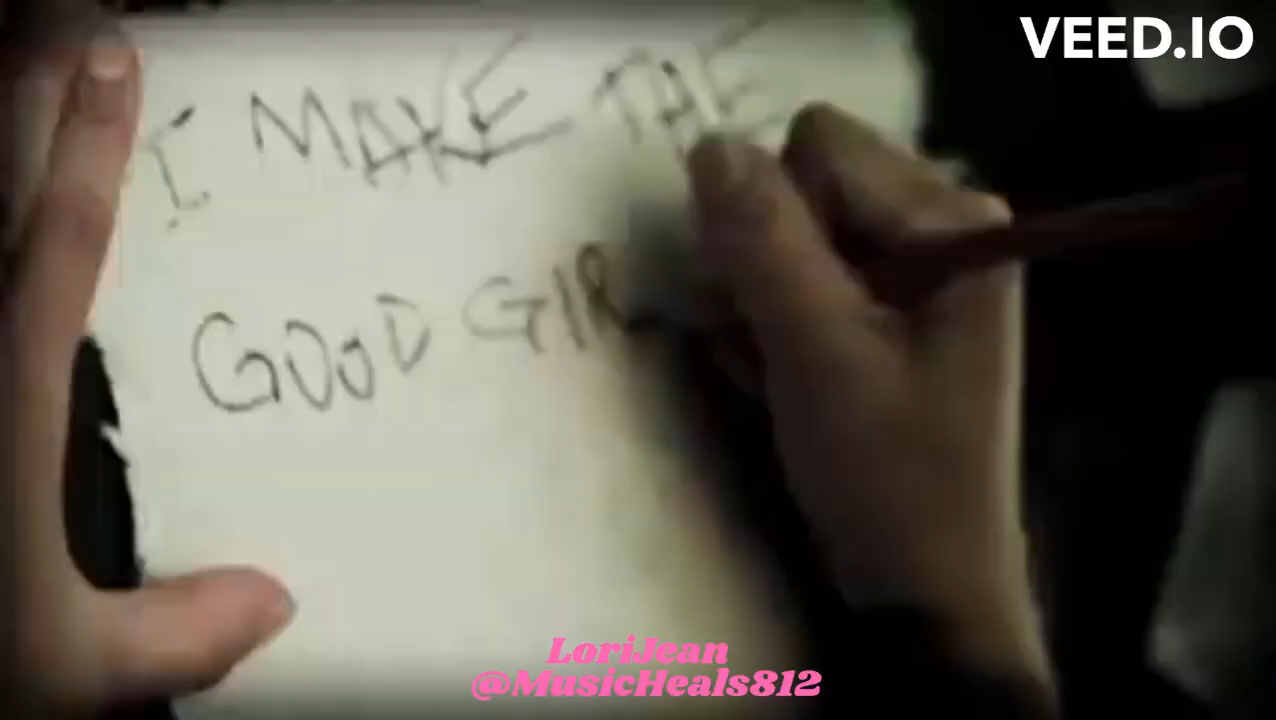 VEED.IO
I MAKE THE
GOOD GIR
LoriJean
@MusicHeals812